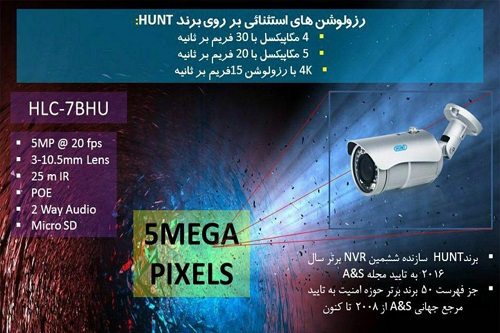 رزولوشن های استثنائی بر روی برند HUNT:
4 مگاپیکسل با 30 فریم بر ثانیه
5 مگاپیکسل با 20 فریم بر ثانیه
4K با رزولوشن 15فریم بر ثانیه
HLC-7BHU
5MP @ 20 fps
3-10.5mm Lens
25 m IR
POE
2 Way Audio
Micro SD
HUNT
5MEGA
PIXELS
برندHUNT سازنده ششمین NVR برتر سال
۲۰۱۶ به تایید مجله A&S
جز فهرست ۵۰ برند برتر حوزه امنیت به تایید
مرجع جهانی A&S از ۲۰۰۸ تا کنون